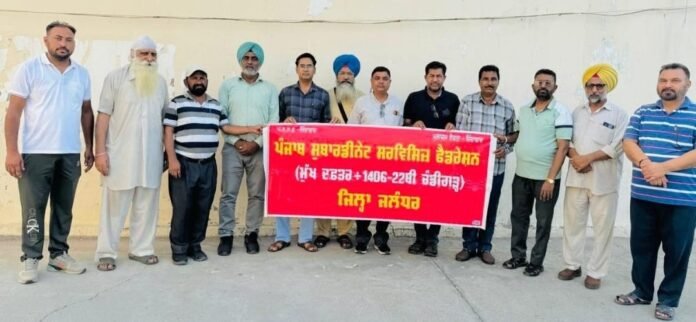 ਪੰਜਾਬ ਸੁਬਾਰਡੀਨੇਟ ਸਰਵਿਸਿਜ਼ ਫੈਡਰੇਸ਼ਨ
(ਮੁੱਖ ਦਫ਼ਤਰ ÷ 1406-22ਬੀ ਚੰਡੀਗੜ੍ਹ)
ਜਿਲ੍ਹਾ ਜਲੰਧਰ